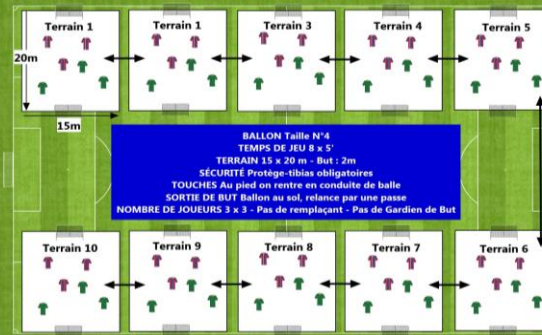 Terrain 1
Terrain 1
Terrain 3
Terrain 4
Terrain 5
20m
15m
BALLON Taille N°4
TEMPS DE JEU 8 x 5'
TERRAIN 15 x 20 m - But : 2m
SÉCURITÉ Protège-tibias obligatoires
TOUCHES Au pied on rentre en conduite de balle
SORTIE DE BUT Ballon au sol, relance par une passe
NOMBRE DE JOUEURS 3 x 3 - Pas de remplaçant - Pas de Gardien de But
Terrain 10
Terrain 9
Terrain 8
Terrain 7
Terrain 6